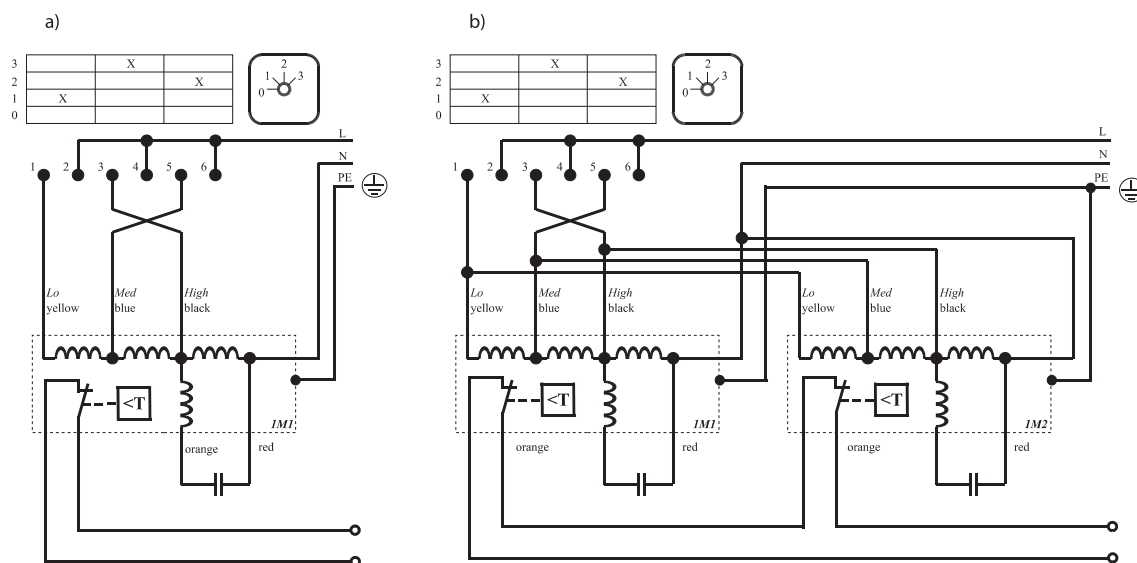 a)
b)
3 X
2 X
1 X
0
0 1 2 3
3 X
2 X
1 X
0
0 1 2 3
L
N
PE
1 2 3 4 5 6
L
N
PE
1 2 3 4 5 6
Lo yellow
Med blue
High black
Lo yellow
Med blue
High black
Lo yellow
Med blue
High black
<T
1M1
orange
red
<T
1M1
orange
red
<T
1M2
orange
red